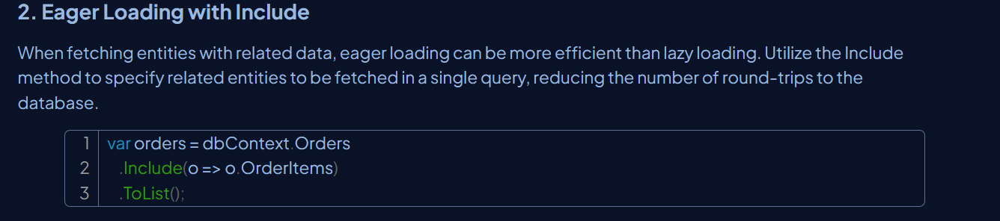 2. Eager Loading with Include
When fetching entities with related data, eager loading can be more efficient than lazy loading. Utilize the Include
method to specify related entities to be fetched in a single query, reducing the number of round-trips to the
database.
1 var orders = dbContext.Orders
2 .Include(o => o.OrderItems)
3 .ToList();